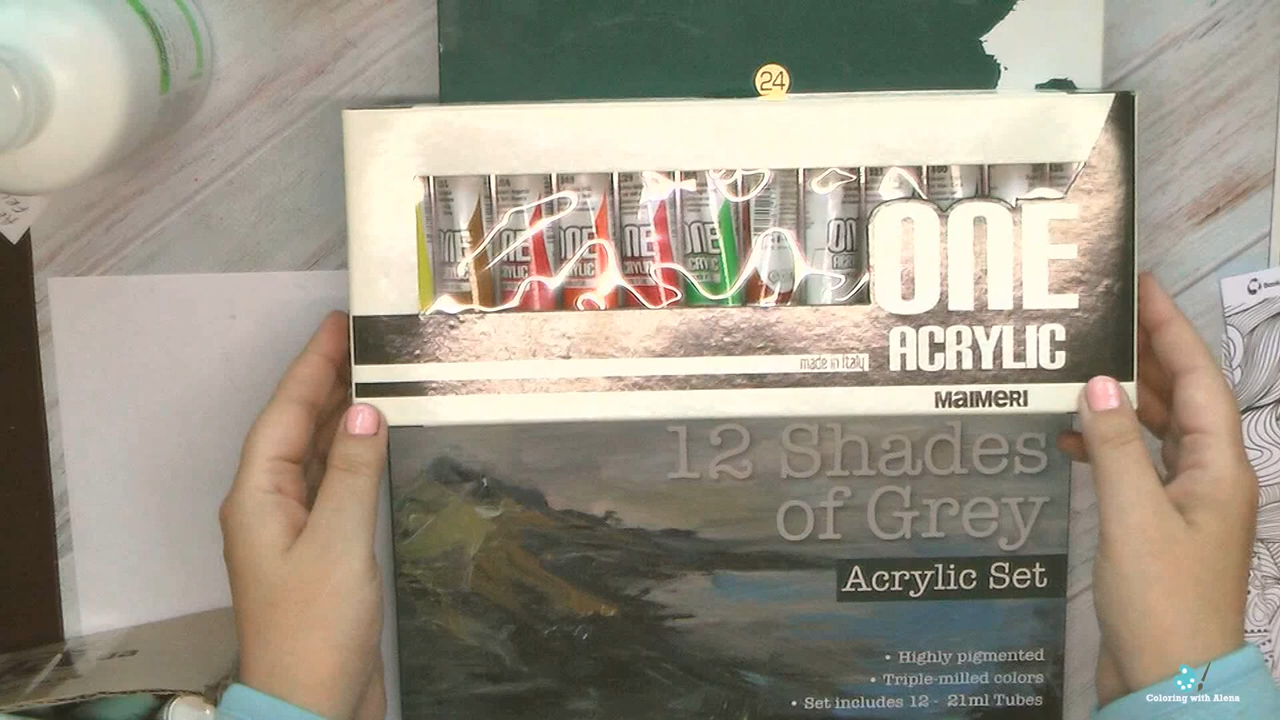 24
ONE
ACRYLIC
made in Italy
MAIMERI
12 Shades
of Grey
Acrylic Set
• Highly pigmented
• Triple-milled colors
• Set includes 12 - 21ml Tubes
Coloring with Alena